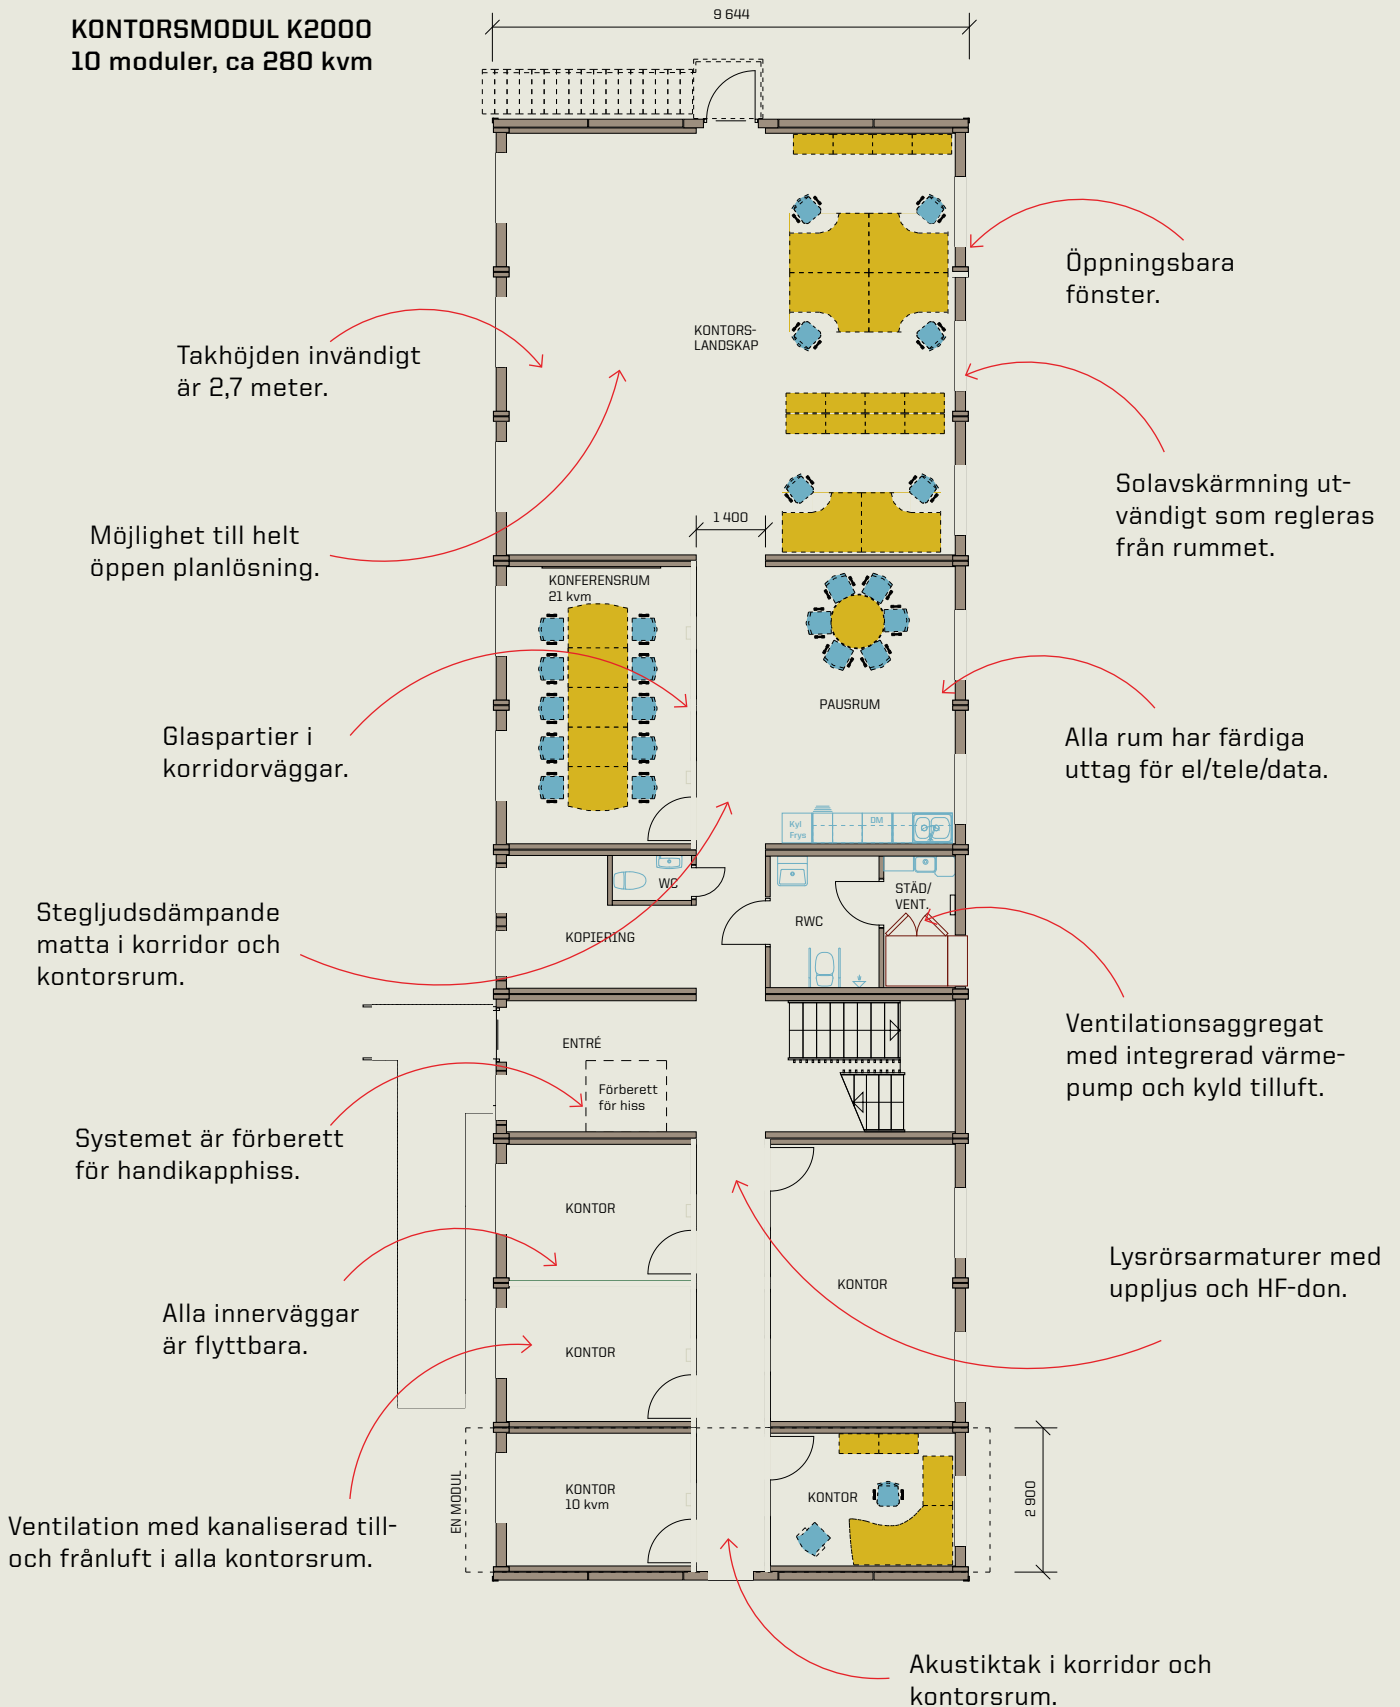 KONTORSMODUL K2000
10 moduler, ca 280 kvm
9 644
Öppningsbara
fönster.
KONTORS-
LANDSKAP
Takhöjden invändigt
är 2,7 meter.
Solavskärmning ut-
vändigt som regleras
från rummet.
1 400
Möjlighet till helt
öppen planlösning.
KONFERENSRUM
21 kvm
PAUSRUM
Glaspartier i
korridorväggar.
Alla rum har färdiga
uttag för el/tele/data.
Kyl
Frys
DM
WC
STÄD/
VENT.
RWC
KOPIERING
Stegljudsdämpande
matta i korridor och
kontorsrum.
Ventilationsaggregat
med integrerad värme-
pump och kyld tilluft.
ENTRÉ
Förberett
för hiss
Systemet är förberett
för handikapphiss.
KONTOR
KONTOR
Lysrörsarmaturer med
uppljus och HF-don.
Alla innerväggar
är flyttbara.
KONTOR
EN MODUL
KONTOR
10 kvm
KONTOR
2 900
Ventilation med kanaliserad till-
och frånluft i alla kontorsrum.
Akustiktak i korridor och
kontorsrum.